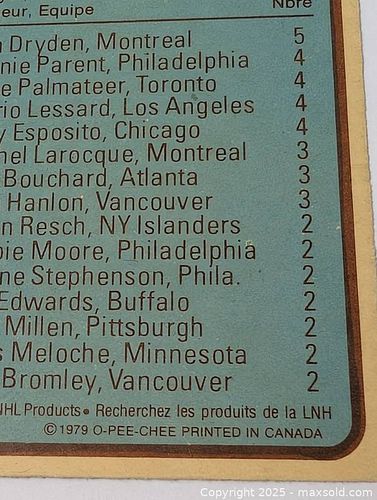 eur, Equipe Nbre
n Dryden, Montreal 5
nie Parent, Philadelphia 4
e Palmateer, Toronto 4
rio Lessard, Los Angeles 4
y Esposito, Chicago 4
nel Larocque, Montreal 3
Bouchard, Atlanta 3
Hanlon, Vancouver 3
n Resch, NY Islanders 2
bie Moore, Philadelphia 2
ne Stephenson, Phila. 2
Edwards, Buffalo 2
Millen, Pittsburgh 2
s Meloche, Minnesota 2
Bromley, Vancouver 2
NHL Products• Recherchez les produits de la LNH
©1979 O-PEE-CHEE PRINTED IN CANADA
Copyright 2025 - maxsold.com